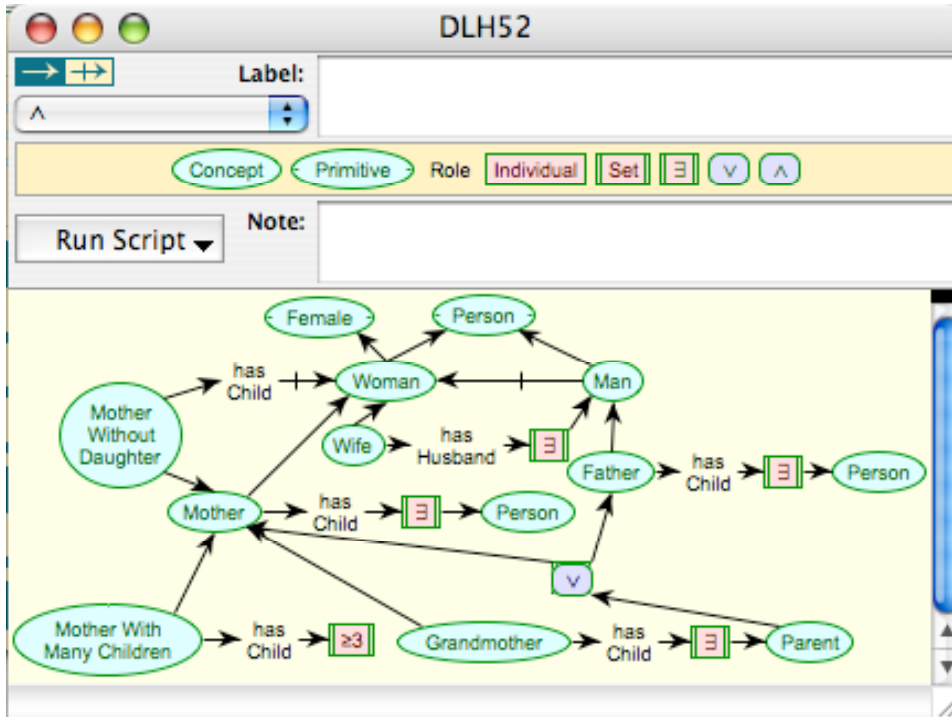 DLH52
Label:
∧
Concept Primitive Role Individual Set ∃ ∨ ∧
Run Script
Note:
Female
Person
has
Child
Woman
Man
Mother
Without
Daughter
Wife
has
Husband
∃
Father
has
Child
∃
Person
Mother
has
Child
∃
Person
∨
Mother With
Many Children
has
Child
≥3
Grandmother
has
Child
∃
Parent